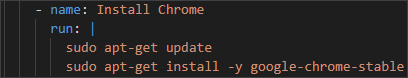 - name: Install Chrome
run: |
sudo apt-get update
sudo apt-get install -y google-chrome-stable